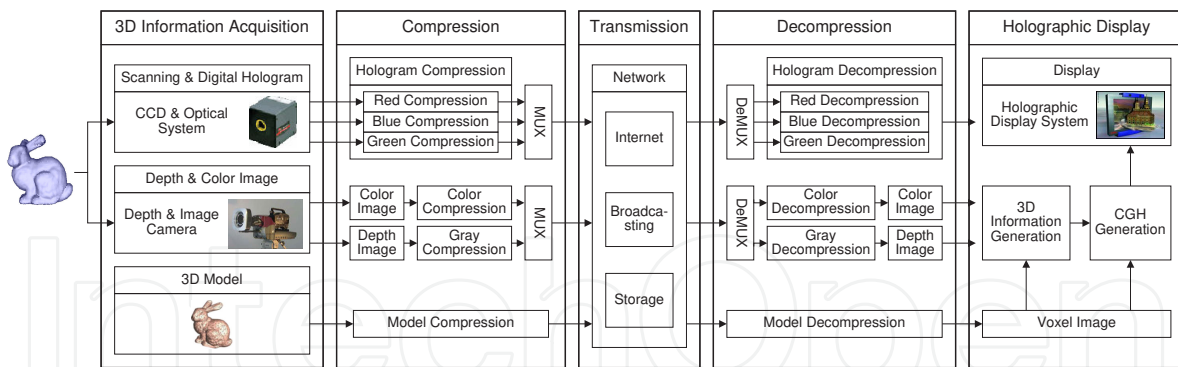 3D Information Acquisition
Scanning & Digital Hologram
CCD & Optical
System
Depth & Color Image
Depth & Image
Camera
3D Model
Compression
Hologram Compression
Red Compression
Blue Compression
Green Compression
MUX
Color
Image
Color
Compression
Depth
Image
Gray
Compression
MUX
Model Compression
Transmission
Network
Internet
Broadca-
sting
Storage
Decompression
DeMUX
Hologram Decompression
Red Decompression
Blue Decompression
Green Decompression
DeMUX
Color
Decompression
Color
Image
Gray
Decompression
Depth
Image
Model Decompression
Holographic Display
Display
Holographic
Display System
3D
Information
Generation
CGH
Generation
Voxel Image
IntechOpen